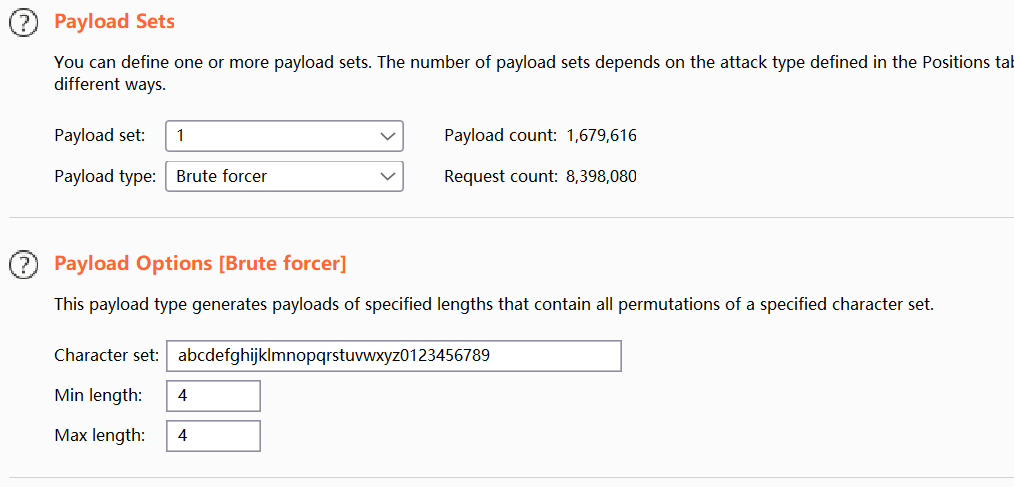 Payload Sets
You can define one or more payload sets. The number of payload sets depends on the attack type defined in the Positions tab
different ways.
Payload set: 1 Payload count: 1,679,616
Payload type: Brute forcer Request count: 8,398,080
Payload Options [Brute forcer]
This payload type generates payloads of specified lengths that contain all permutations of a specified character set.
Character set: abcdefghijklmnopqrstuvwxyz0123456789
Min length: 4
Max length: 4